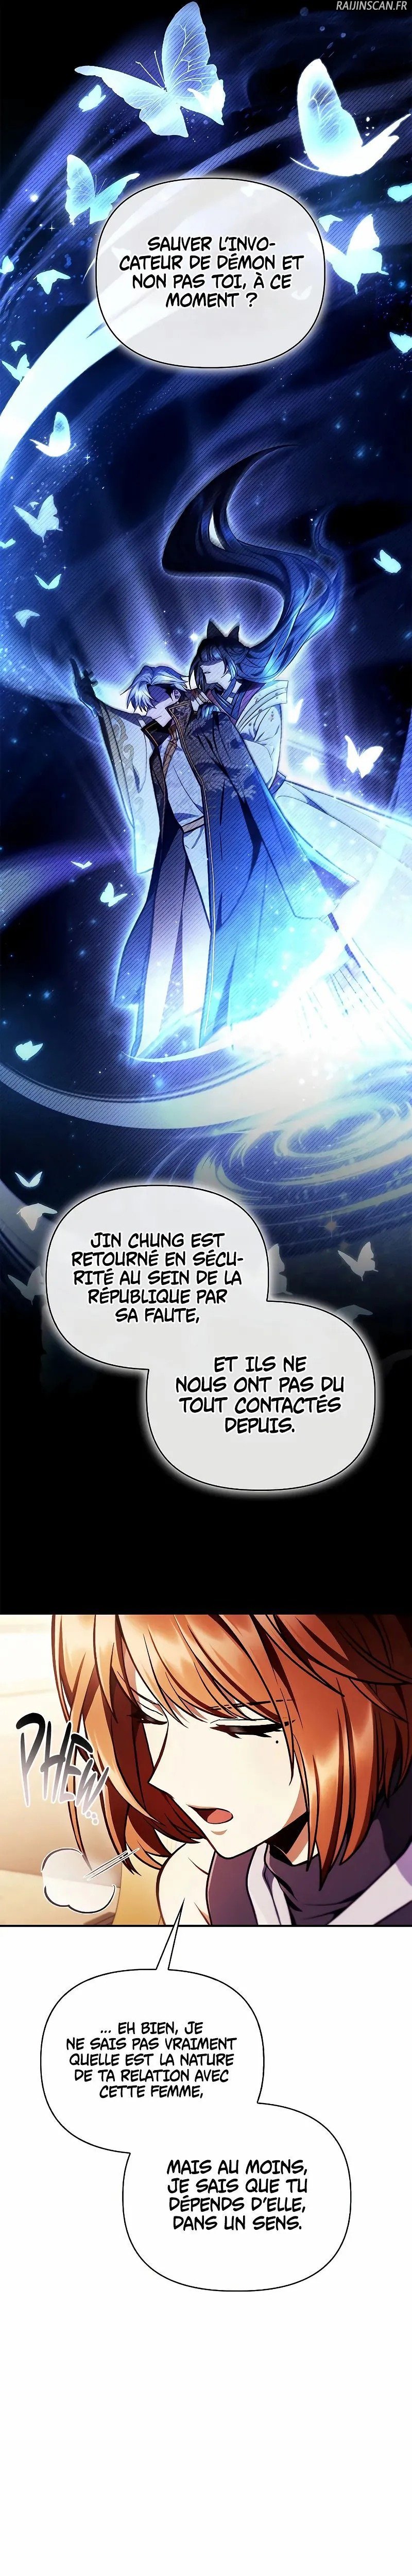 RAIJINSCAN.FR
SAUVER L'INVO-
CATEUR DE DÉMON ET
NON PAS TOI, À CE
MOMENT ?
JIN CHUNG EST
RETOURNÉ EN SÉCU-
RITÉ AU SEIN DE LA
RÉPUBLIQUE PAR
SA FAUTE,
ET ILS NE
NOUS ONT PAS DU
TOUT CONTACTÉS
DEPUIS.
PHEW...
... EH BIEN, JE
NE SAIS PAS VRAIMENT
QUELLE EST LA NATURE
DE TA RELATION AVEC
CETTE FEMME,
MAIS AU MOINS,
JE SAIS QUE TU
DÉPENDS D'ELLE,
DANS UN SENS.